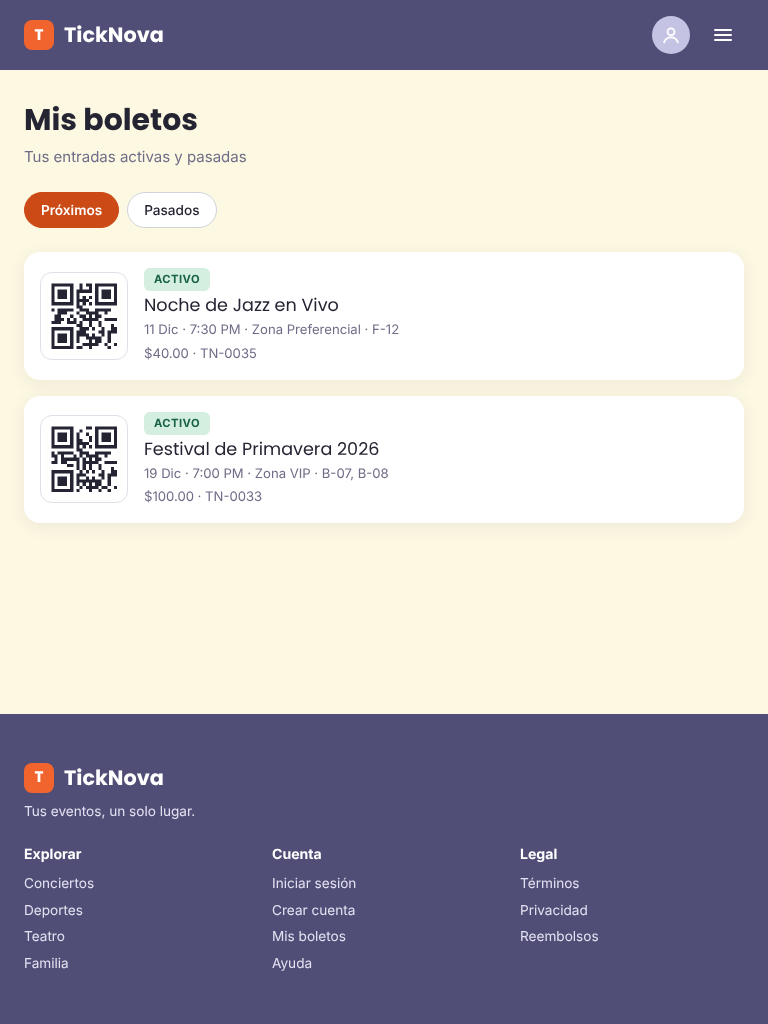 T TickNova
Mis boletos
Tus entradas activas y pasadas
Próximos
Pasados
ACTIVO
Noche de Jazz en Vivo
11 Dic · 7:30 PM · Zona Preferencial · F-12
$40.00 · TN-0035
ACTIVO
Festival de Primavera 2026
19 Dic · 7:00 PM · Zona VIP · B-07, B-08
$100.00 · TN-0033
T TickNova
Tus eventos, un solo lugar.
Explorar
Conciertos
Deportes
Teatro
Familia
Cuenta
Iniciar sesión
Crear cuenta
Mis boletos
Ayuda
Legal
Términos
Privacidad
Reembolsos